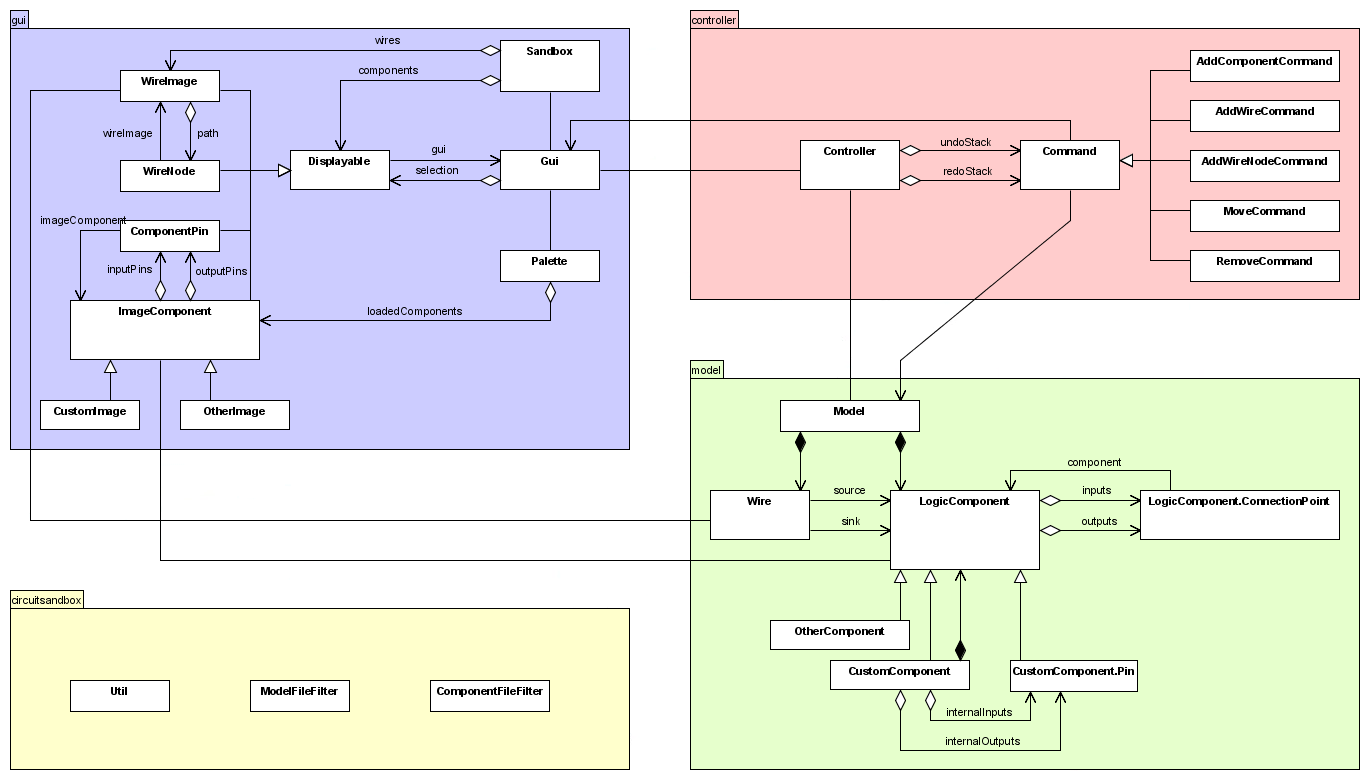 gui
wires
Sandbox
components
WireImage
wireImage
path
WireNode
Displayable
gui
selection
Gui
imageComponent
ComponentPin
inputPins
outputPins
Palette
ImageComponent
loadedComponents
CustomImage
OtherImage
controller
AddComponentCommand
AddWireCommand
Controller
undoStack
redoStack
Command
AddWireNodeCommand
MoveCommand
RemoveCommand
model
Model
component
Wire
source
sink
LogicComponent
inputs
outputs
LogicComponent.ConnectionPoint
OtherComponent
CustomComponent
CustomComponent.Pin
internalInputs
internalOutputs
circuitsandbox
Util
ModelFileFilter
ComponentFileFilter